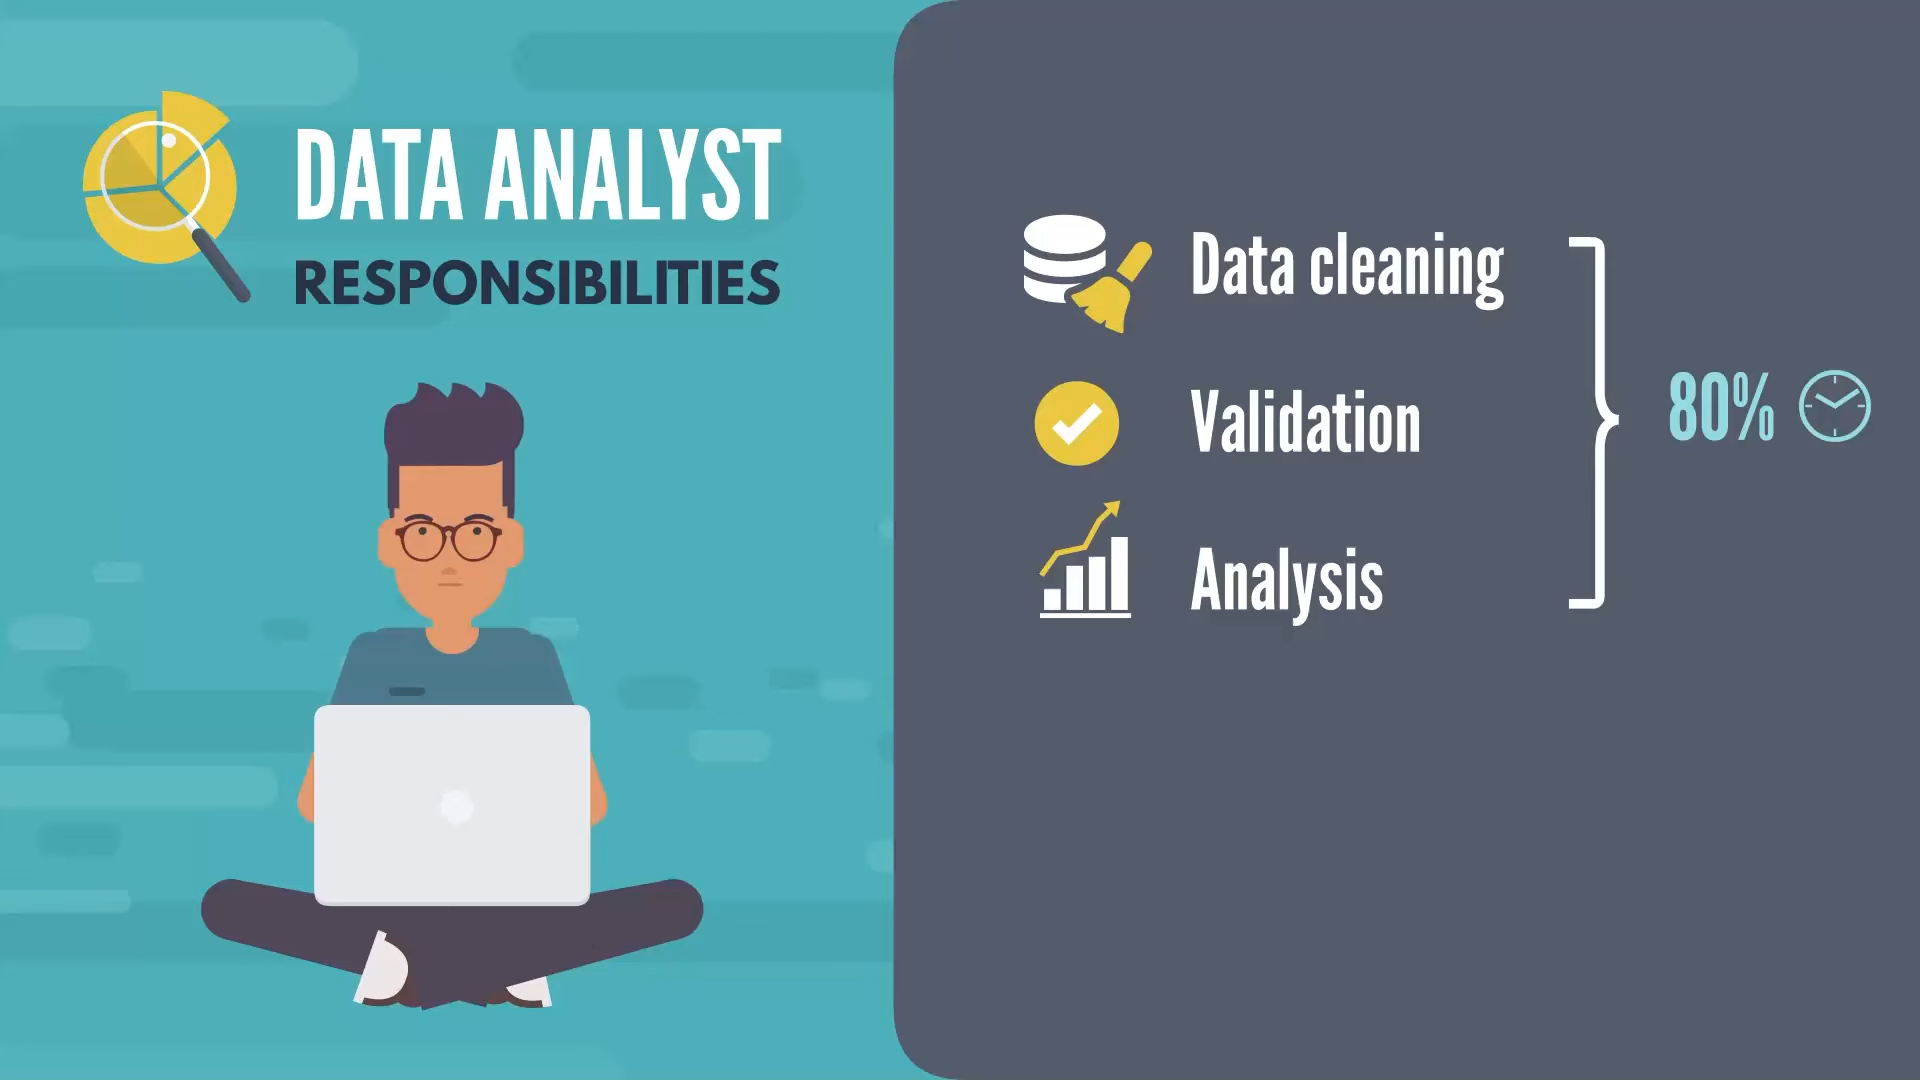 DATA ANALYST
RESPONSIBILITIES
Data cleaning
Validation
Analysis
80%